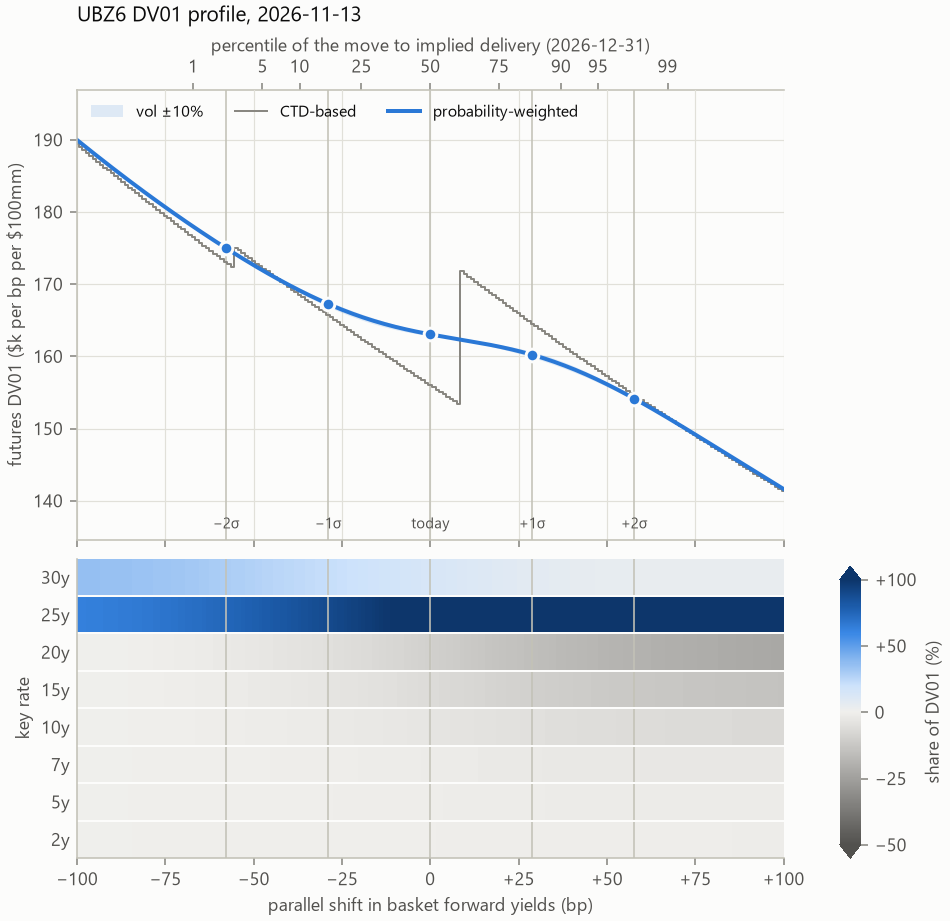 UBZ6 DV01 profile, 2026-11-13
percentile of the move to implied delivery (2026-12-31)
1 5 10 25 50 75 90 95 99
vol ±10% CTD-based probability-weighted
futures DV01 ($k per bp per $100mm)
190
180
170
160
150
140
−2σ −1σ today +1σ +2σ
key rate
30y
25y
20y
15y
10y
7y
5y
2y
−100 −75 −50 −25 0 +25 +50 +75 +100
parallel shift in basket forward yields (bp)
+100
+50
0
−25
−50
share of DV01 (%)